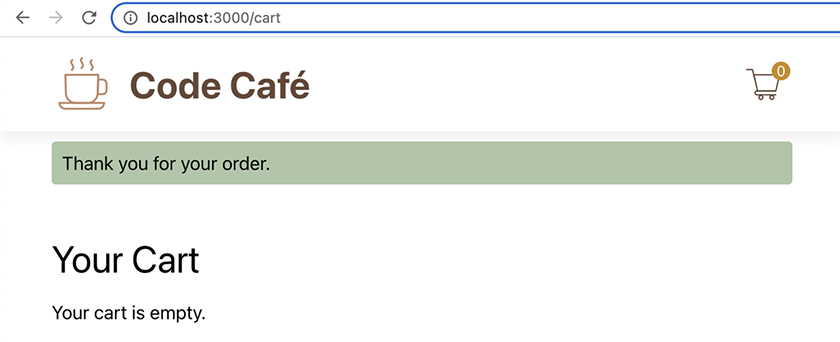 localhost:3000/cart
Code Café
0
Thank you for your order.
Your Cart
Your cart is empty.